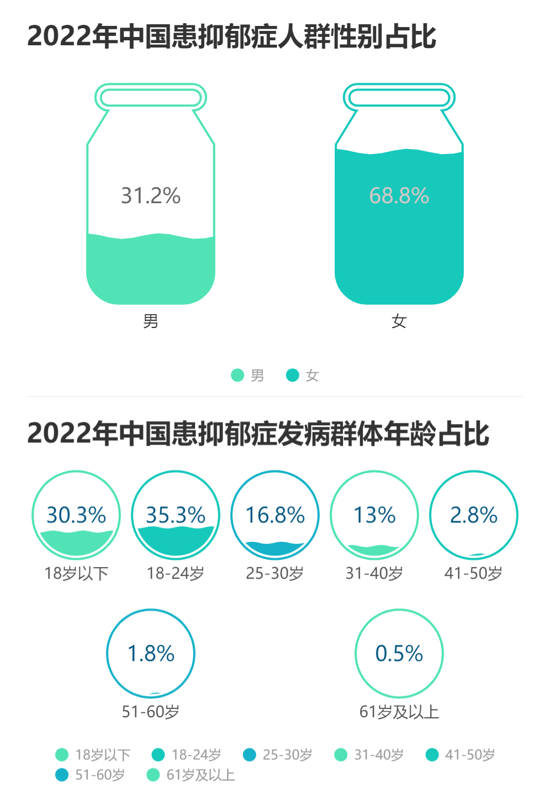 2022年中国患抑郁症人群性别占比
31.2%
68.8%
男
女
男 女
2022年中国患抑郁症发病群体年龄占比
30.3% 35.3% 16.8% 13% 2.8%
18岁以下 18-24岁 25-30岁 31-40岁 41-50岁
1.8% 0.5%
51-60岁 61岁及以上
18岁以下 18-24岁 25-30岁 31-40岁 41-50岁
51-60岁 61岁及以上